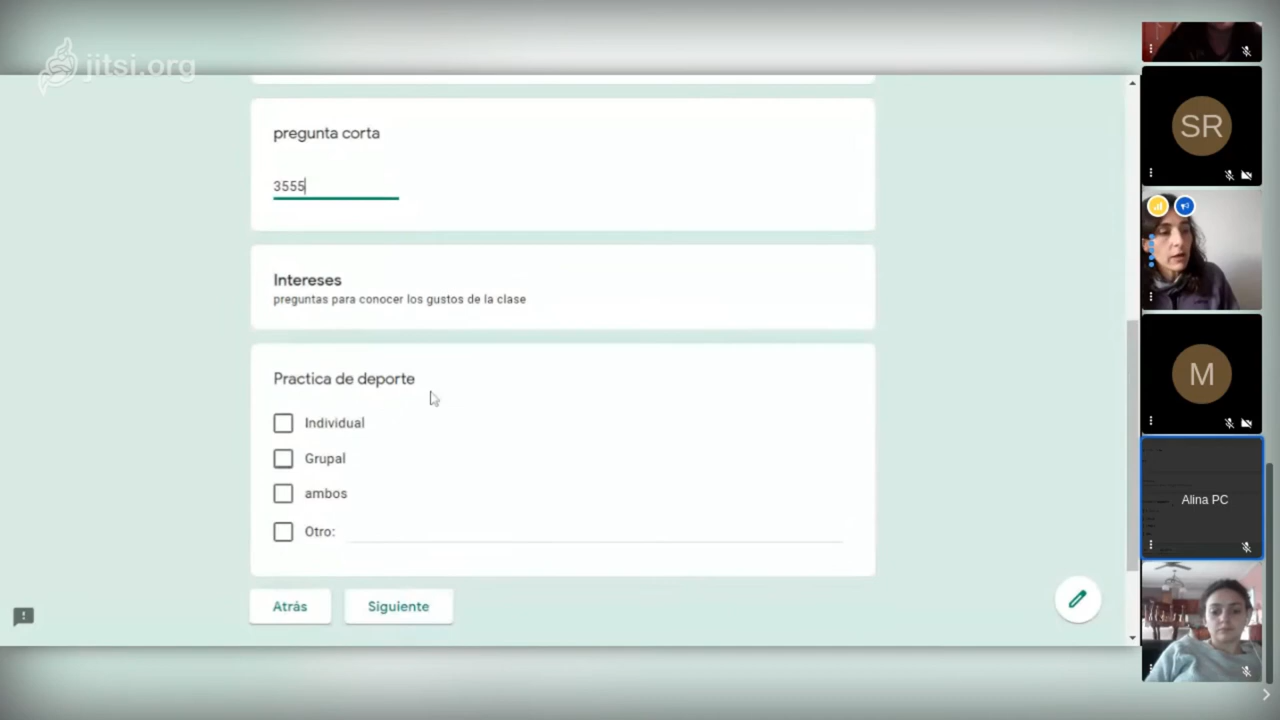 jitsi.org
pregunta corta
3555
Intereses
preguntas para conocer los gustos de la clase
Practica de deporte
Individual
Grupal
ambos
Otro:
Atrás
Siguiente
SR
M
Alina PC